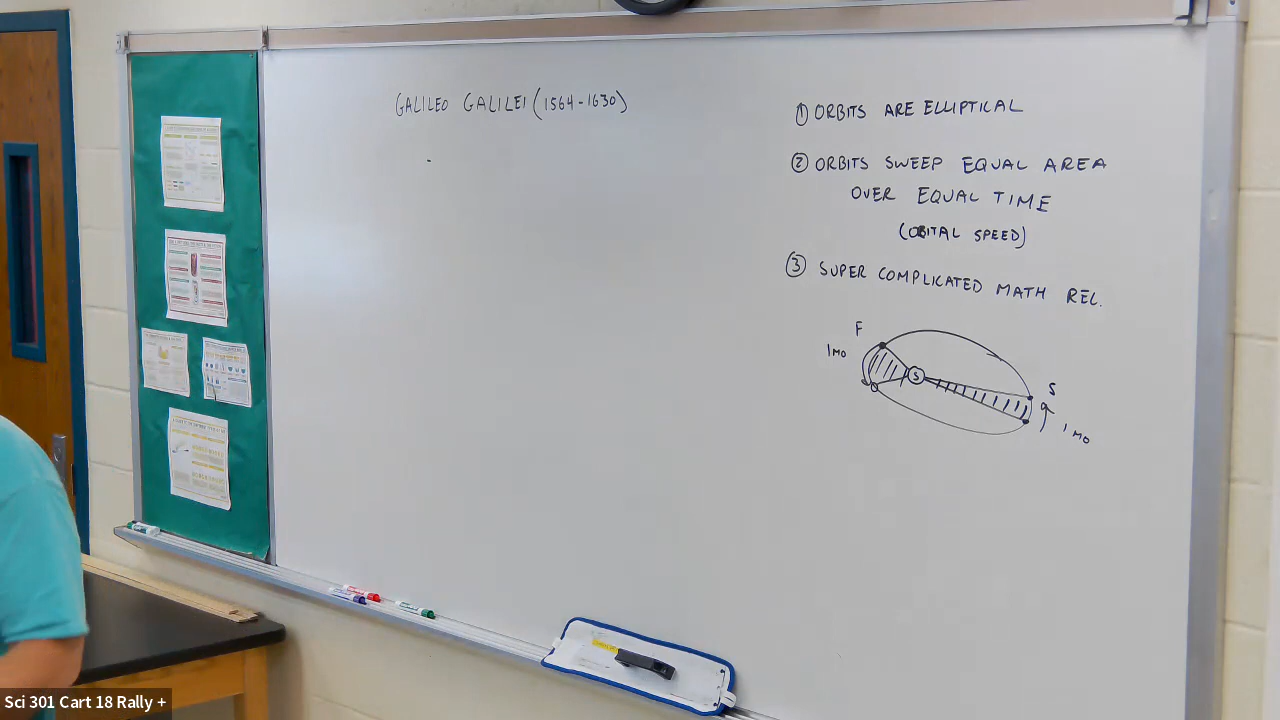 GALILEO GALILEI (1564-1630)
① ORBITS ARE ELLIPTICAL
② ORBITS SWEEP EQUAL AREA
OVER EQUAL TIME
(OBITAL SPEED)
③ SUPER COMPLICATED MATH REL.
F
1 MO
S
S
1 MO
Sci 301 Cart 18 Rally +